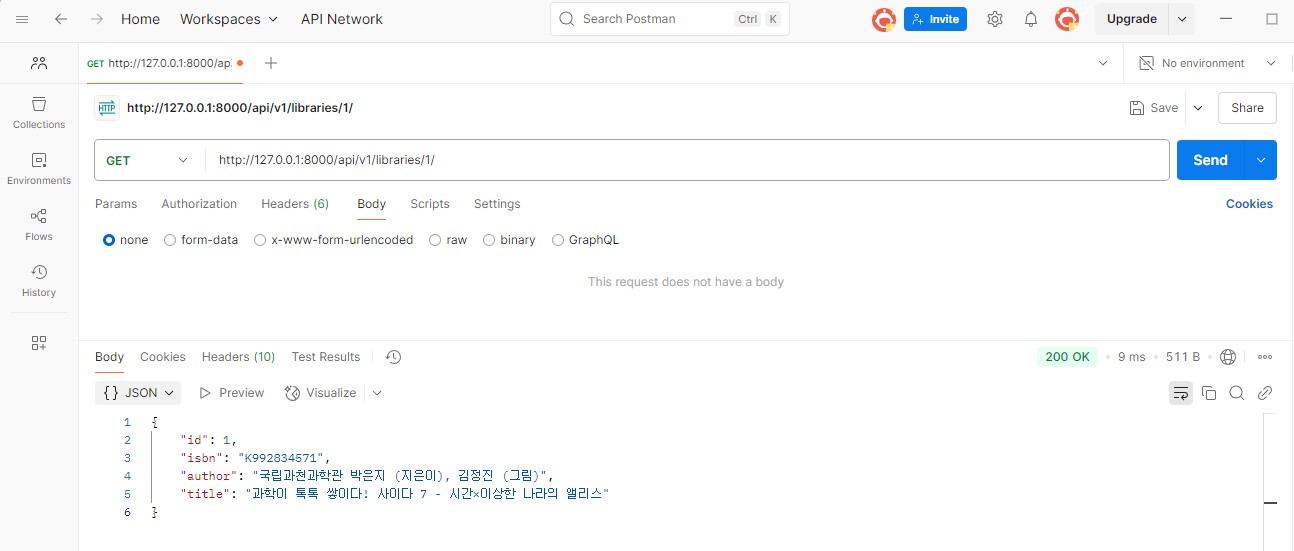 Home Workspaces API Network Search Postman Ctrl K Invite Upgrade
GET http://127.0.0.1:8000/ap No environment
HTTP http://127.0.0.1:8000/api/v1/libraries/1/ Save Share
Collections
GET http://127.0.0.1:8000/api/v1/libraries/1/ Send
Environments
Params Authorization Headers (6) Body Scripts Settings Cookies
Flows
none form-data x-www-form-urlencoded raw binary GraphQL
This request does not have a body
History
Body Cookies Headers (10) Test Results 200 OK 9 ms 511 B
{} JSON Preview Visualize
1 {
2 "id": 1,
3 "isbn": "K992834571",
4 "author": "국립과천과학관 박은지 (지은이), 김정진 (그림)",
5 "title": "과학이 톡톡 쌓이다! 사이다 7 - 시간×이상한 나라의 앨리스"
6 }